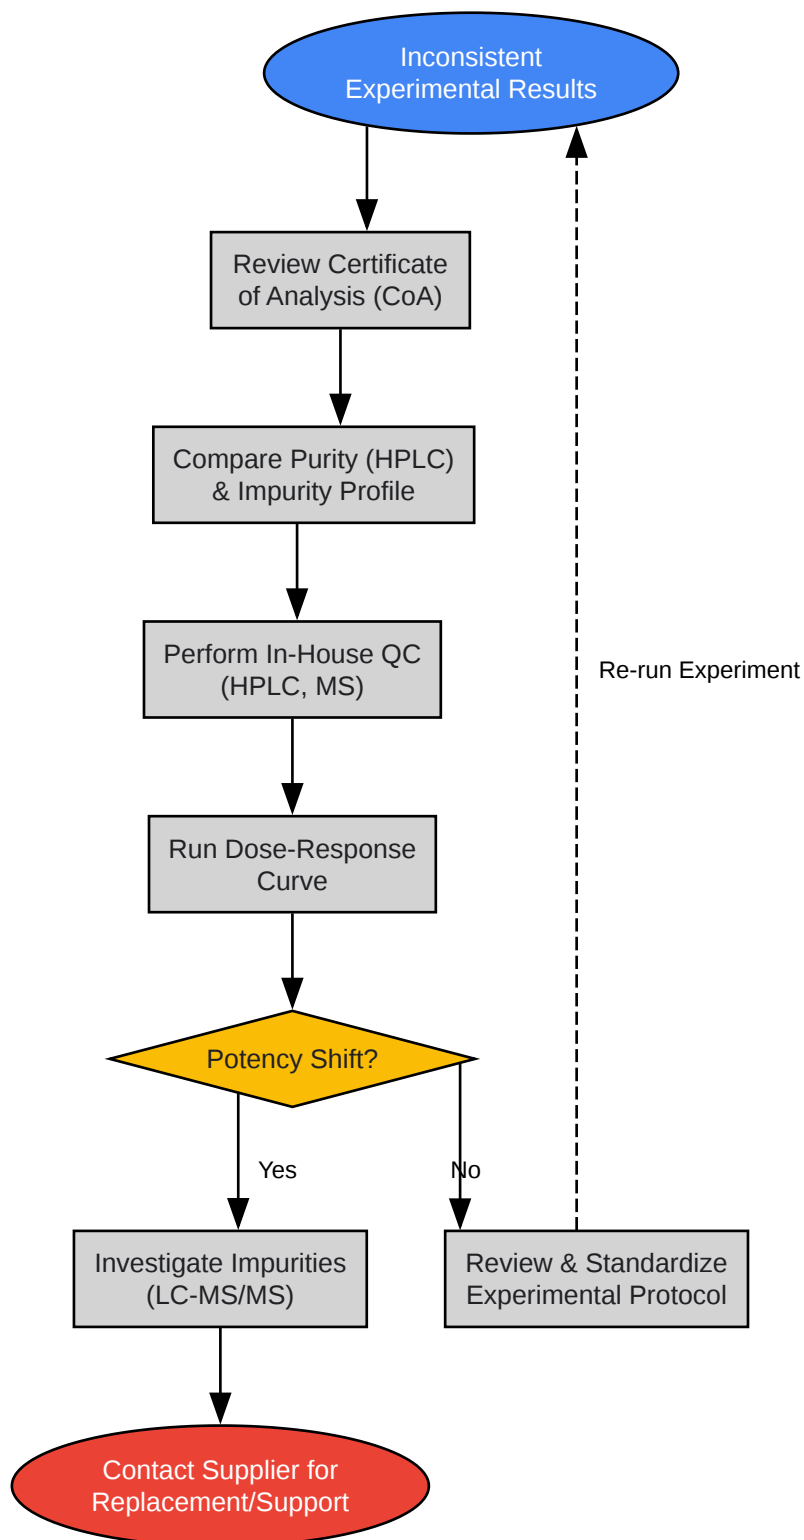 Inconsistent
Experimental Results
Review Certificate
of Analysis (CoA)
Compare Purity (HPLC)
& Impurity Profile
Perform In-House QC
(HPLC, MS)
Re-run Experiment
Run Dose-Response
Curve
Potency Shift?
Yes
No
Investigate Impurities
(LC-MS/MS)
Review & Standardize
Experimental Protocol
Contact Supplier for
Replacement/Support